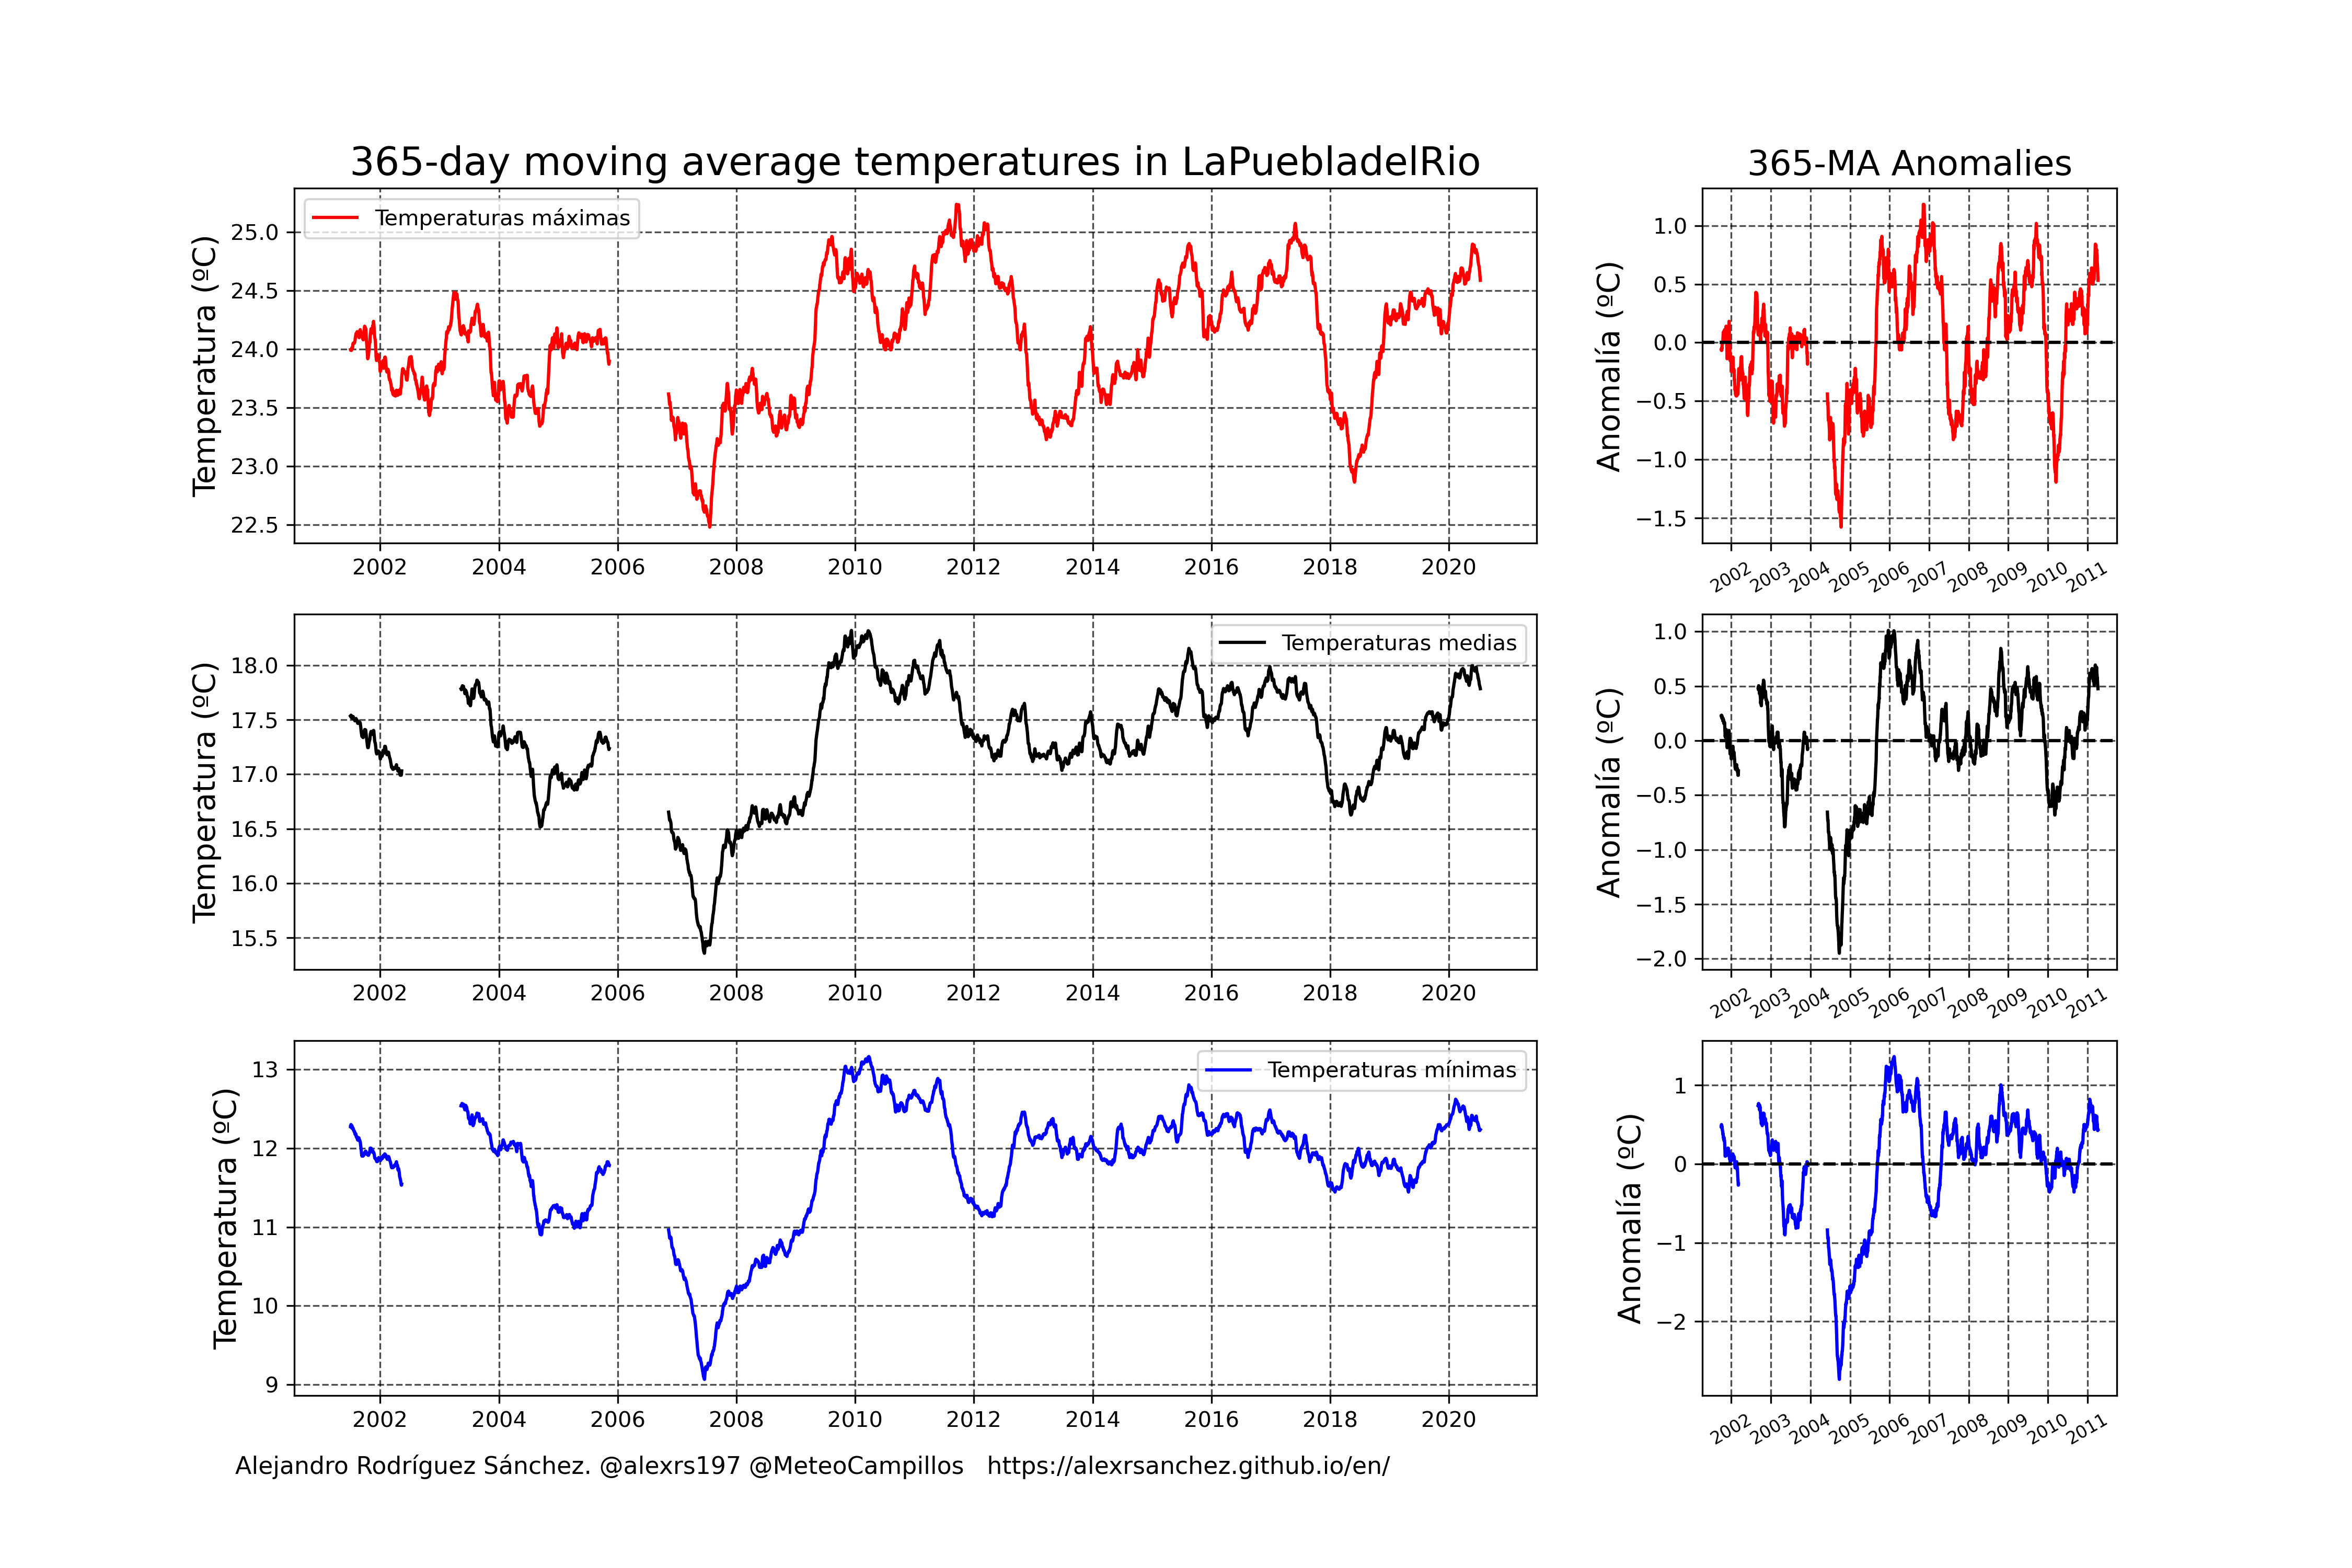 365-day moving average temperatures in LaPuebladelRio
365-MA Anomalies
Temperaturas máximas
Temperatura (ºC)
25.0
24.5
24.0
23.5
23.0
22.5
2002 2004 2006 2008 2010 2012 2014 2016 2018 2020
Anomalía (ºC)
1.0
0.5
0.0
−0.5
−1.0
−1.5
2002 2003 2004 2005 2006 2007 2008 2009 2010 2011
Temperaturas medias
Temperatura (ºC)
18.0
17.5
17.0
16.5
16.0
15.5
2002 2004 2006 2008 2010 2012 2014 2016 2018 2020
Anomalía (ºC)
1.0
0.5
0.0
−0.5
−1.0
−1.5
−2.0
2002 2003 2004 2005 2006 2007 2008 2009 2010 2011
Temperaturas mínimas
Temperatura (ºC)
13
12
11
10
9
2002 2004 2006 2008 2010 2012 2014 2016 2018 2020
Anomalía (ºC)
1
0
−1
−2
2002 2003 2004 2005 2006 2007 2008 2009 2010 2011
Alejandro Rodríguez Sánchez. @alexrs197 @MeteoCampillos https://alexrsanchez.github.io/en/